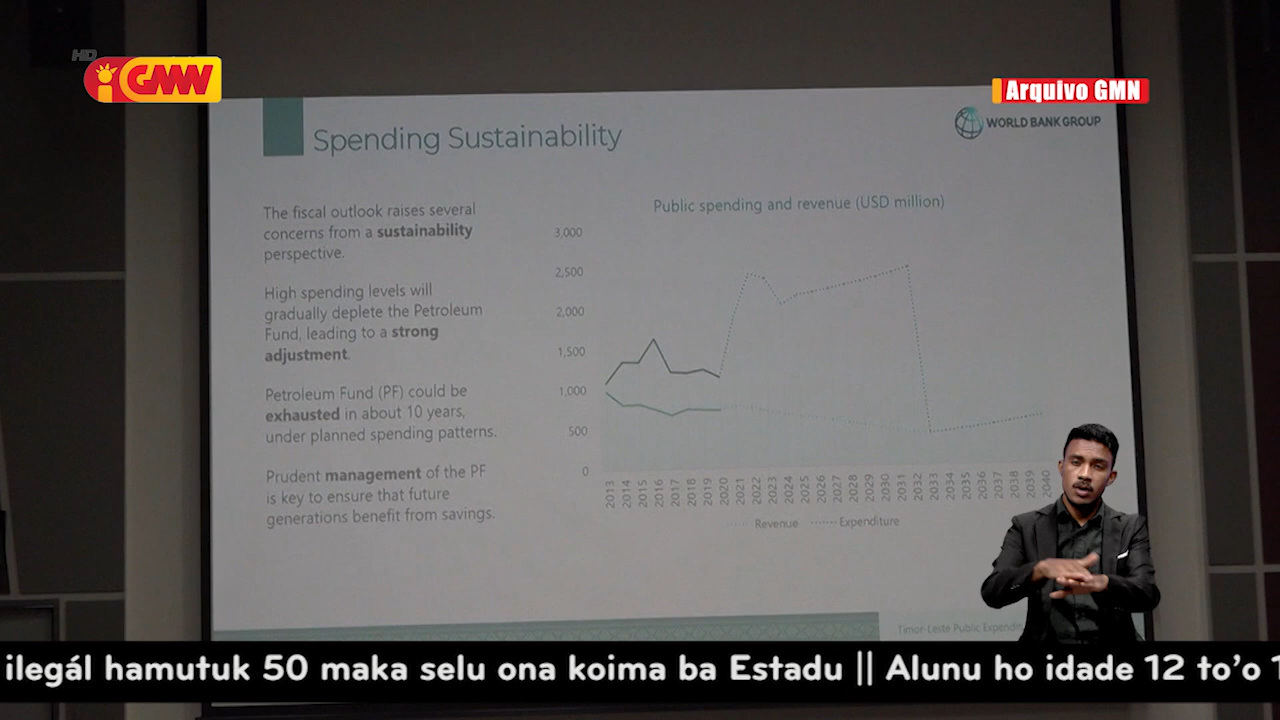 HD
GMN
Arquivo GMN
WORLD BANK GROUP
Spending Sustainability
The fiscal outlook raises several
concerns from a sustainability
perspective.
High spending levels will
gradually deplete the Petroleum
Fund, leading to a strong
adjustment.
Petroleum Fund (PF) could be
exhausted in about 10 years,
under planned spending patterns.
Prudent management of the PF
is key to ensure that future
generations benefit from savings.
Public spending and revenue (USD million)
3,000
2,500
2,000
1,500
1,000
500
0
2013 2014 2015 2016 2017 2018 2019 2020 2021 2022 2023 2024 2025 2026 2027 2028 2029 2030 2031 2032 2033 2034 2035 2036 2037 2038 2039 2040
Revenue Expenditure
Timor-Leste Public
ilegál hamutuk 50 maka selu ona koima ba Estadu || Alunu ho idade 12 to’o